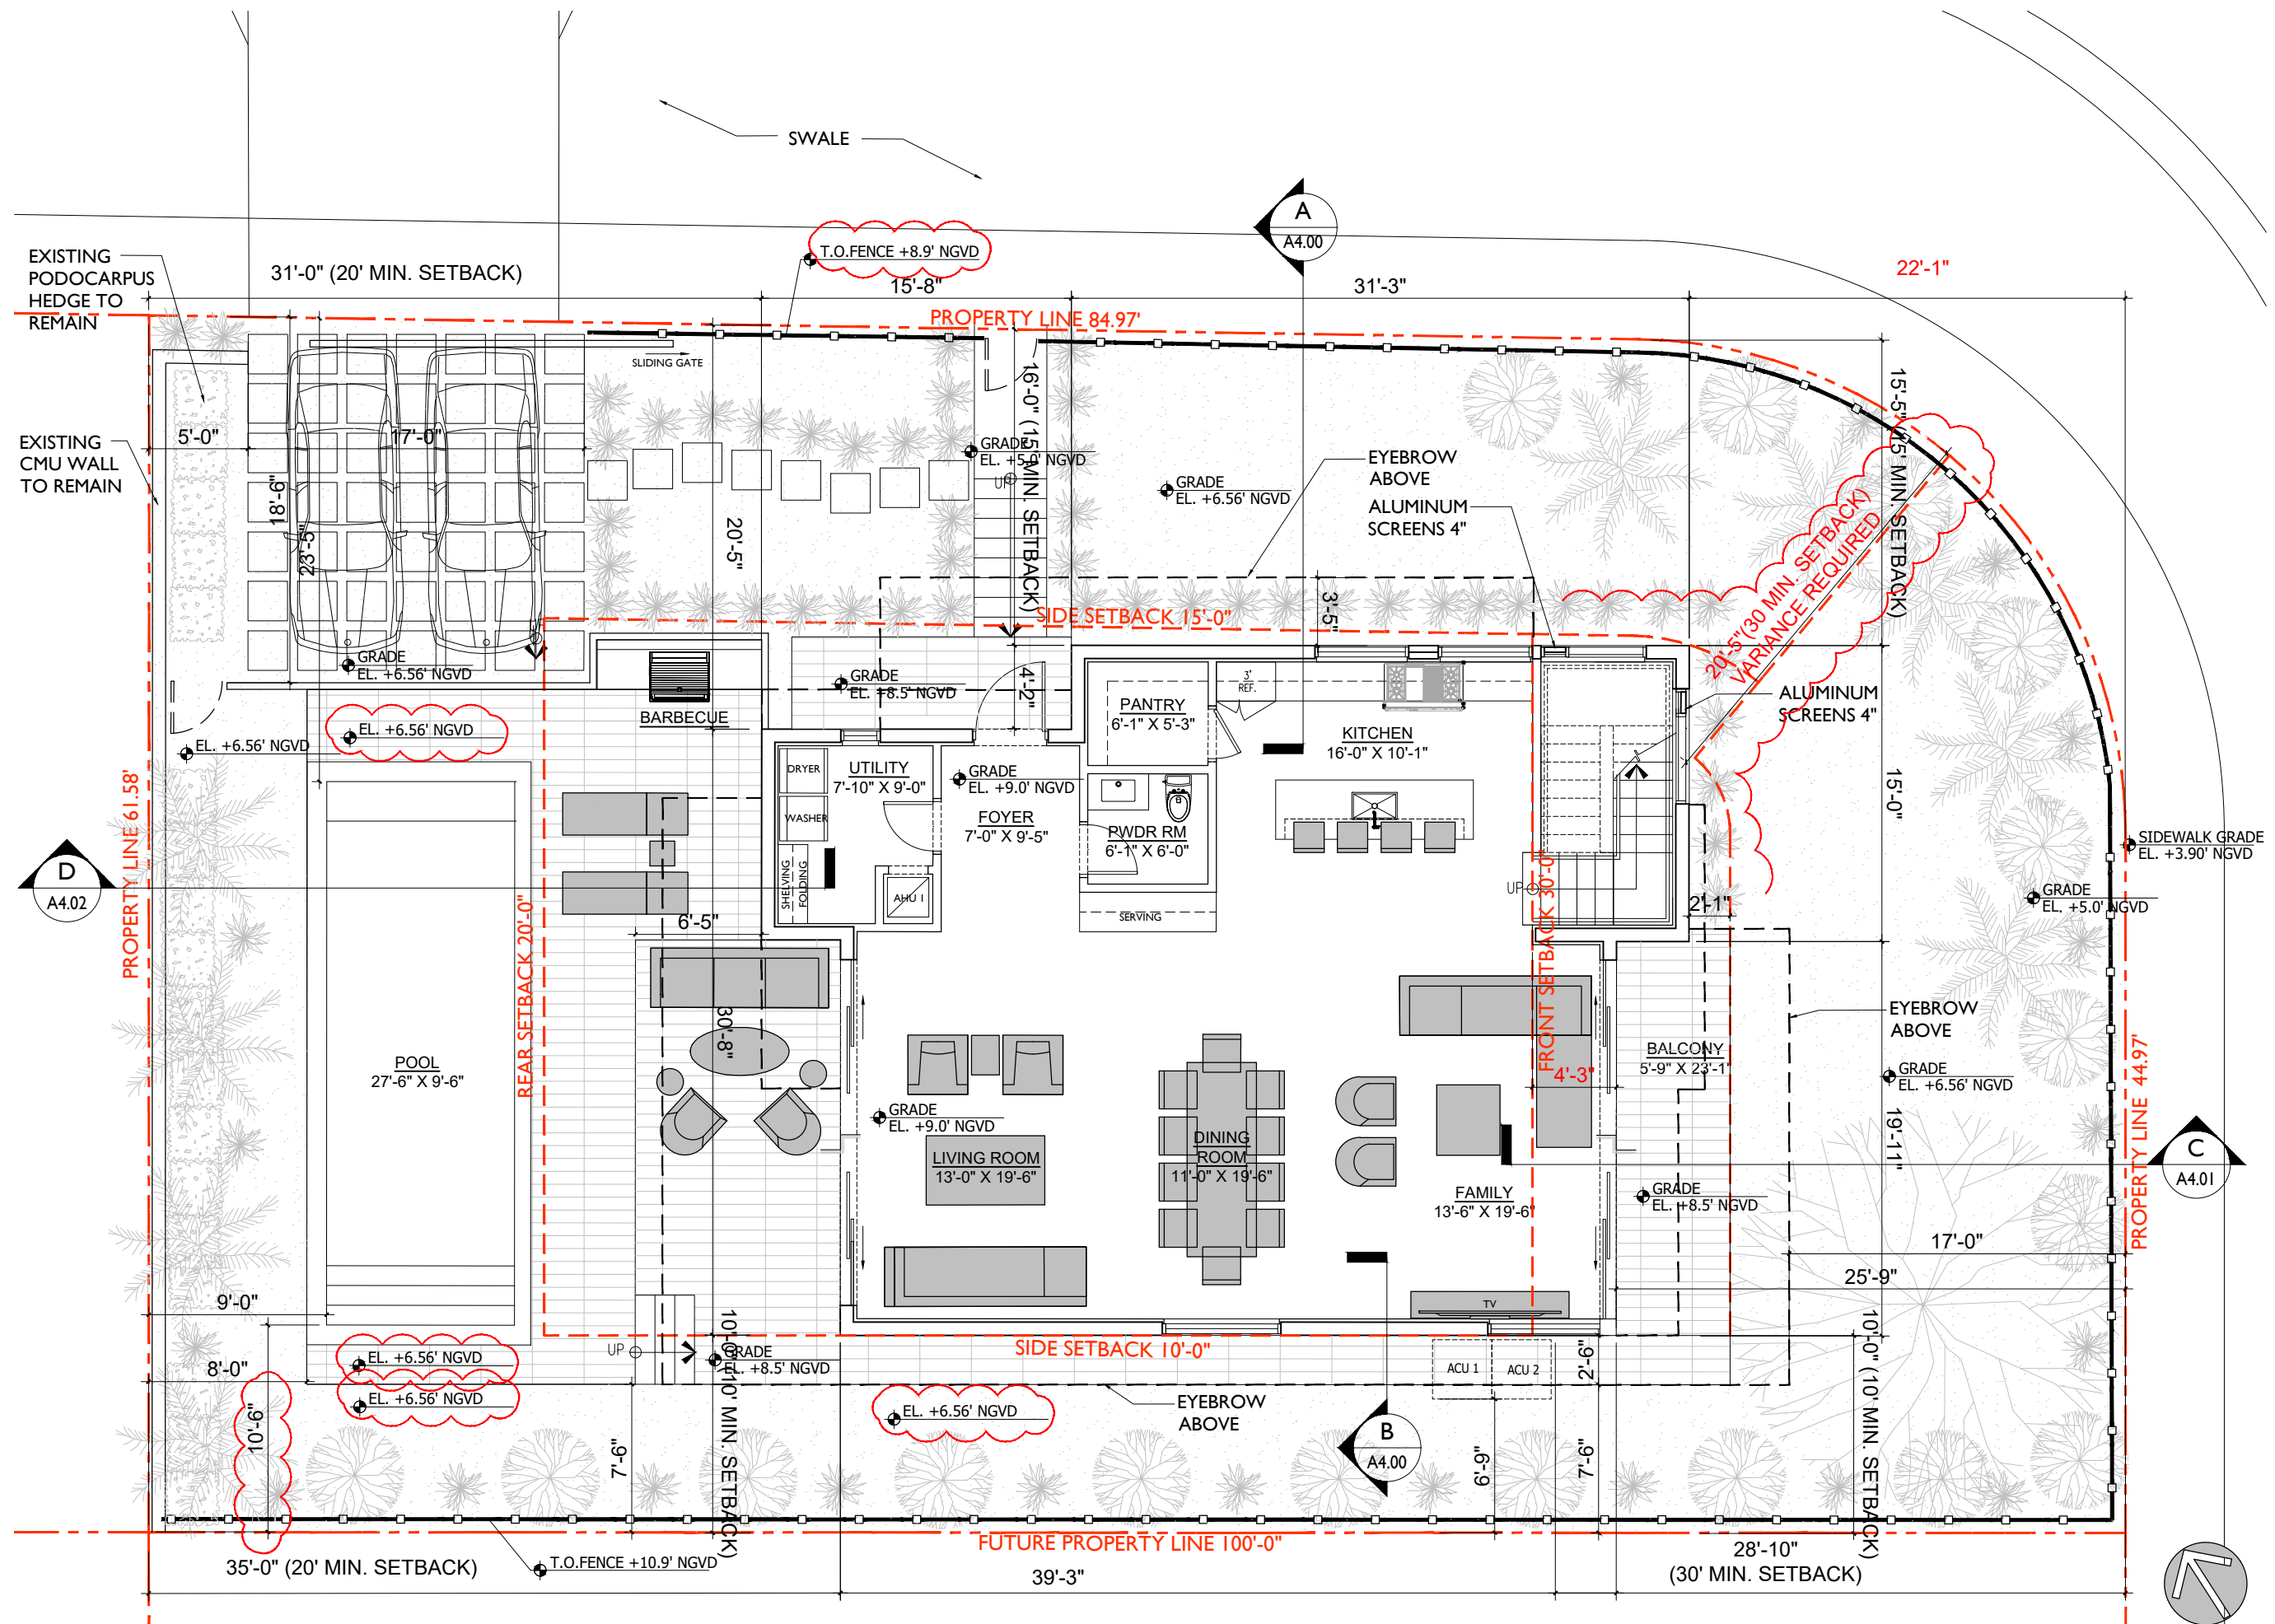 SWALE
A
A4.00
EXISTING
PODOCARPUS
HEDGE TO
REMAIN
31'-0" (20' MIN. SETBACK)
T.O.FENCE +8.9' NGVD
15'-8"
31'-3"
22'-1"
PROPERTY LINE 84.97'
SLIDING GATE
EXISTING
CMU WALL
TO REMAIN
5'-0"
17'-0"
18'-6"
23'-5"
20'-5"
16'-0" (15' MIN. SETBACK)
GRADE
EL. +5.9' NGVD
UP
GRADE
EL. +6.56' NGVD
EYEBROW
ABOVE
ALUMINUM
SCREENS 4"
15'-5" (15' MIN. SETBACK)
20'-5"(30 MIN. SETBACK)
VARIANCE REQUIRED
SIDE SETBACK 15'-0"
3'-5"
GRADE
EL. +6.56' NGVD
GRADE
EL. +8.5' NGVD
4'-2"
3'
REF.
PANTRY
6'-1" X 5'-3"
KITCHEN
16'-0" X 10'-1"
ALUMINUM
SCREENS 4"
BARBECUE
EL. +6.56' NGVD
EL. +6.56' NGVD
DRYER
UTILITY
7'-10" X 9'-0"
GRADE
EL. +9.0' NGVD
WASHER
FOYER
7'-0" X 9'-5"
PWDR RM
6'-1" X 6'-0"
15'-0"
SIDEWALK GRADE
EL. +3.90' NGVD
D
A4.02
PROPERTY LINE 61.58'
SHELVING
FOLDING
AHU 1
SERVING
UP
2'-1"
GRADE
EL. +5.0' NGVD
6'-5"
REAR SETBACK 20'-0"
30'-8"
FRONT SETBACK 30'-0"
EYEBROW
ABOVE
POOL
27'-6" X 9'-6"
BALCONY
5'-9" X 23'-1"
4'-3"
GRADE
EL. +6.56' NGVD
GRADE
EL. +9.0' NGVD
LIVING ROOM
13'-0" X 19'-6"
DINING
ROOM
11'-0" X 19'-6"
FAMILY
13'-6" X 19'-6"
19'-11"
C
A4.01
PROPERTY LINE 44.97'
GRADE
EL. +8.5' NGVD
17'-0"
25'-9"
9'-0"
TV
UP
EL. +6.56' NGVD
8'-0"
EL. +6.56' NGVD
GRADE
EL. +8.5' NGVD
SIDE SETBACK 10'-0"
ACU 1
ACU 2
2'-6"
EL. +6.56' NGVD
EYEBROW
ABOVE
B
A4.00
10'-6"
7'-6"
10'-0" (10' MIN. SETBACK)
6'-9"
7'-6"
10'-0" (10' MIN. SETBACK)
FUTURE PROPERTY LINE 100'-0"
35'-0" (20' MIN. SETBACK)
T.O.FENCE +10.9' NGVD
39'-3"
28'-10"
(30' MIN. SETBACK)